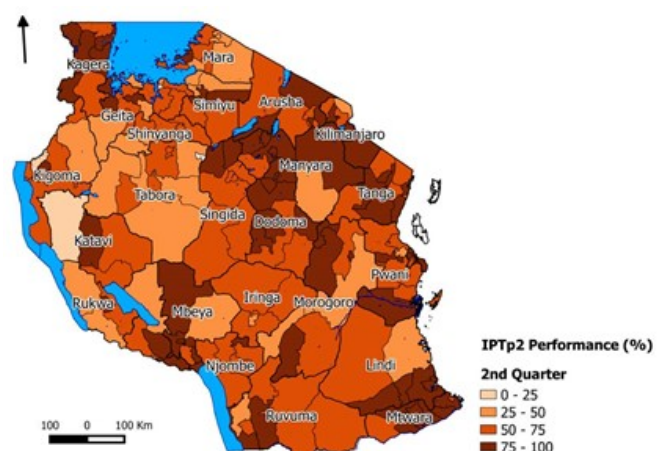 Kagera
Mara
Simiyu
Arusha
Geita
Shinyanga
Kilimanjaro
Kigoma
Manyara
Tabora
Tanga
Singida
Dodoma
Katavi
Pwani
Rukwa
Iringa
Mbeya
Morogoro
Njombe
Lindi
Ruvuma
Mtwara
100 0 100 Km
IPTp2 Performance (%)
2nd Quarter
0 - 25
25 - 50
50 - 75
75 - 100